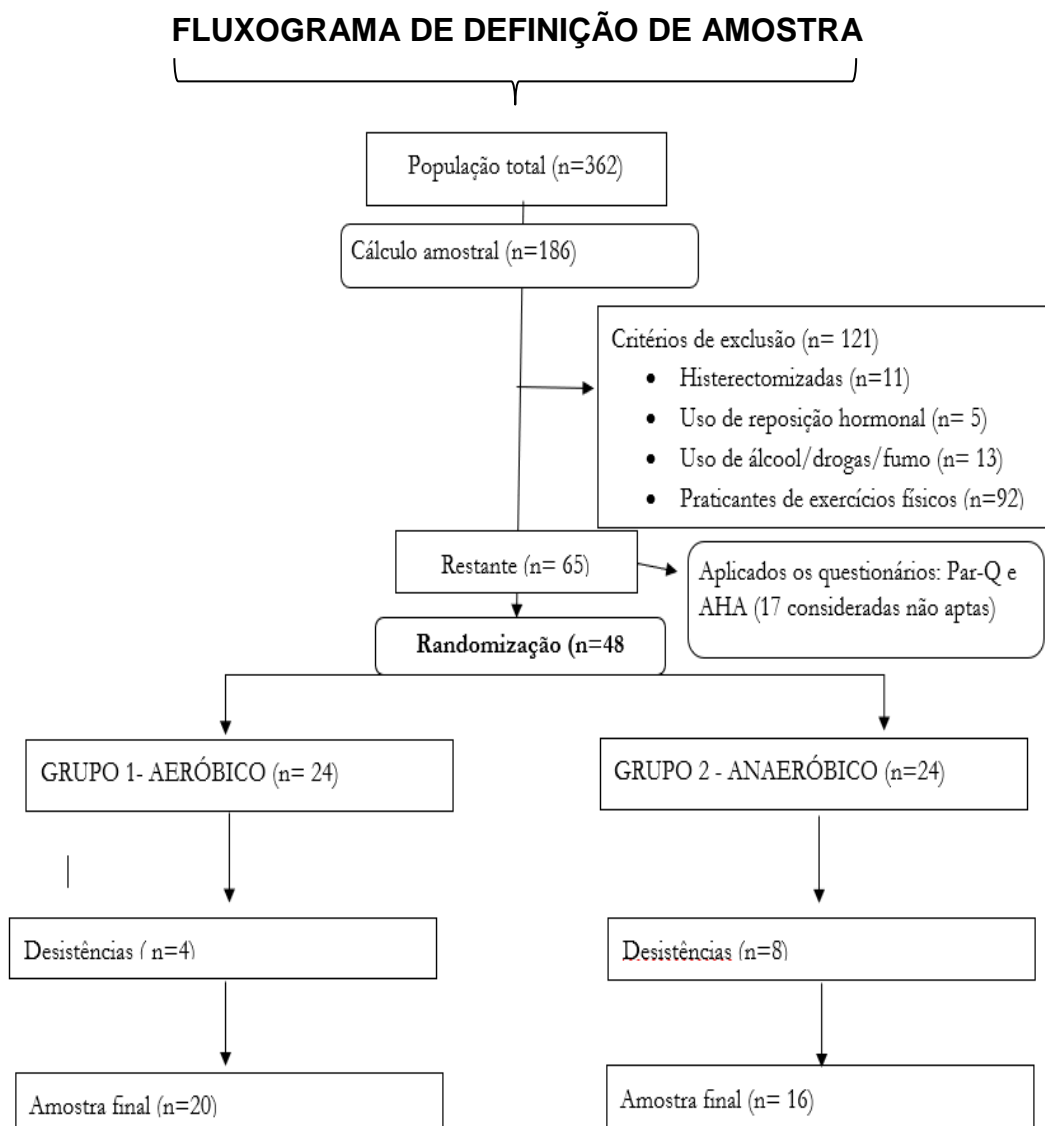 FLUXOGRAMA DE DEFINIÇÃO DE AMOSTRA
População total (n=362)
Cálculo amostral (n=186)
Critérios de exclusão (n= 121)
• Histerectomizadas (n=11)
• Uso de reposição hormonal (n= 5)
• Uso de álcool/drogas/fumo (n= 13)
• Praticantes de exercícios físicos (n=92)
Restante (n= 65)
Aplicados os questionários: Par-Q e
AHA (17 consideradas não aptas)
Randomização (n=48
GRUPO 1- AERÓBICO (n= 24)
GRUPO 2 - ANAERÓBICO (n=24)
Desistências ( n=4)
Desistências (n=8)
Amostra final (n=20)
Amostra final (n= 16)